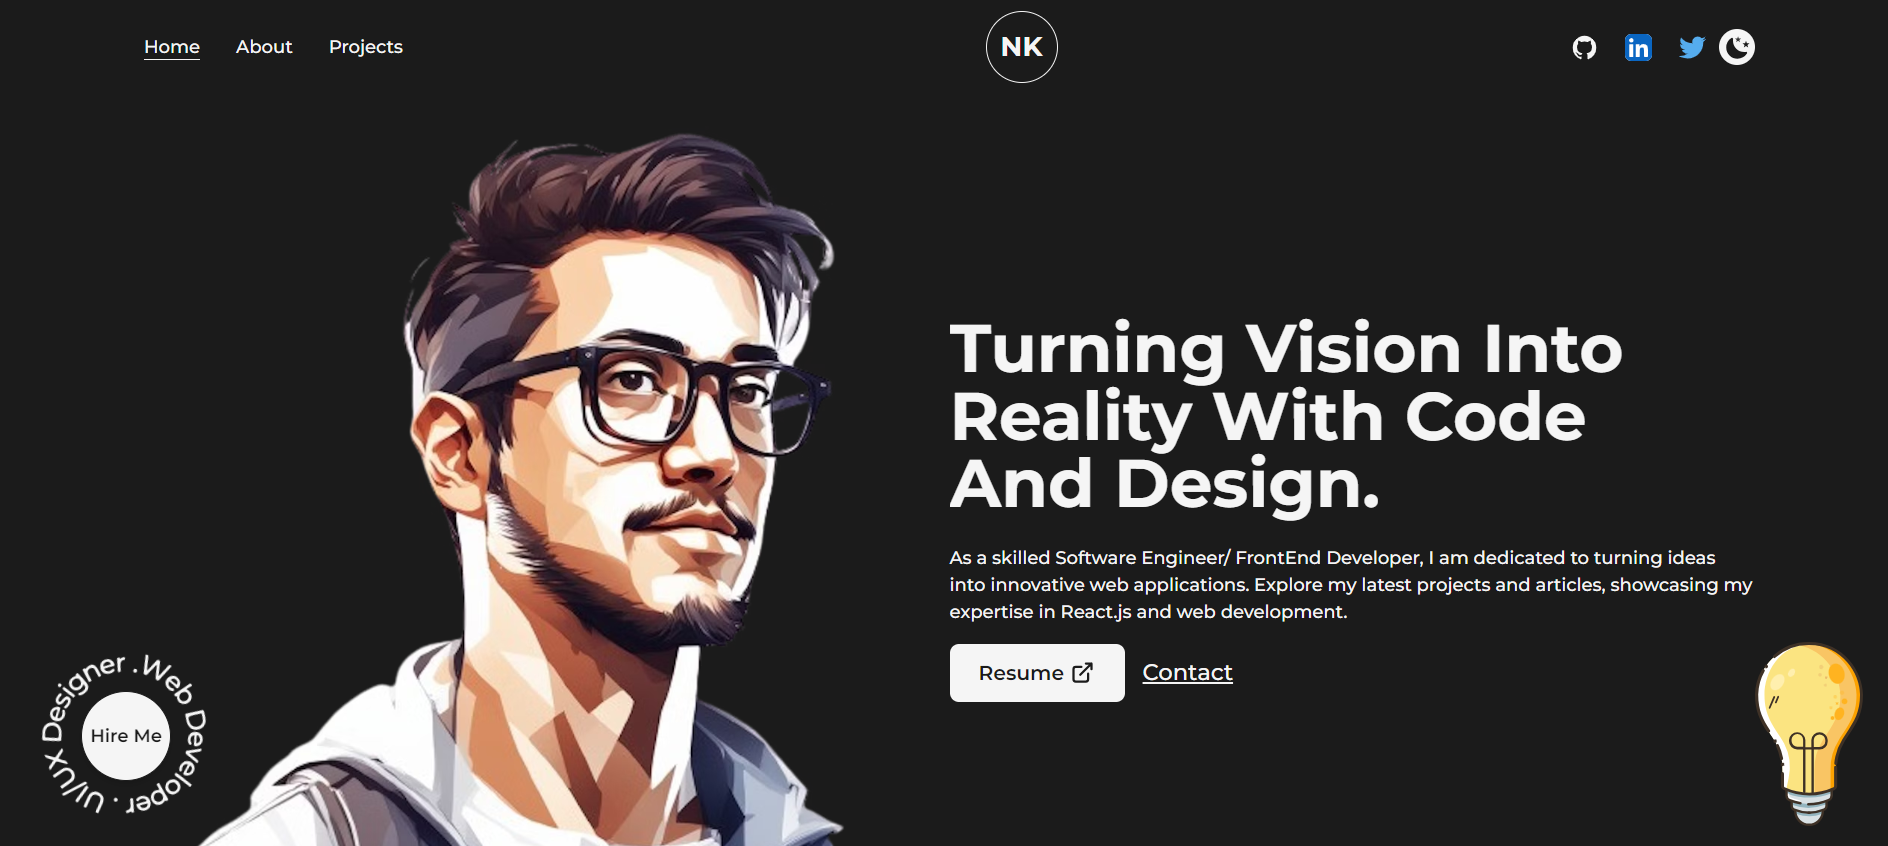 Home
About
Projects
NK
in
Turning Vision Into
Reality With Code
And Design.
As a skilled Software Engineer/ FrontEnd Developer, I am dedicated to turning ideas
into innovative web applications. Explore my latest projects and articles, showcasing my
expertise in React.js and web development.
Resume
Contact
Web Developer . UI/UX Designer .
Hire Me